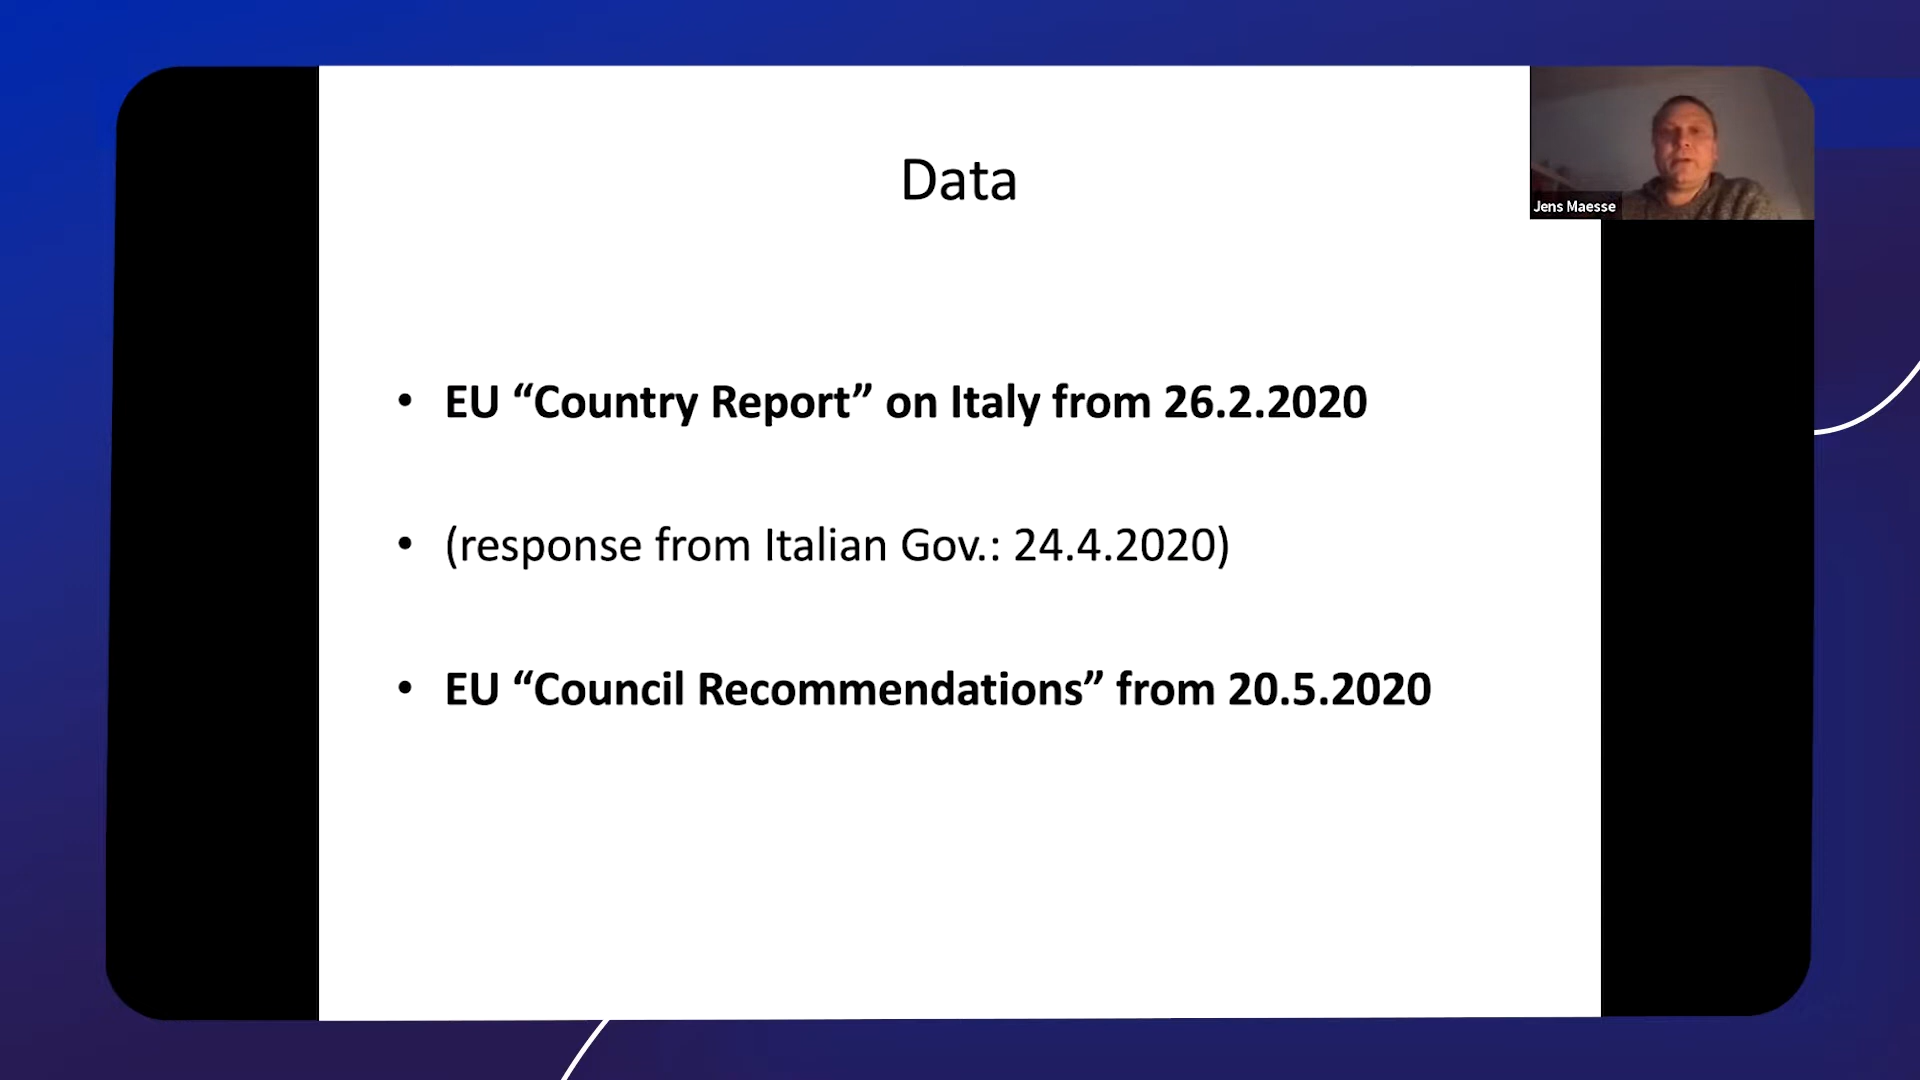 Data
Jens Maesse
• EU “Country Report” on Italy from 26.2.2020
• (response from Italian Gov.: 24.4.2020)
• EU “Council Recommendations” from 20.5.2020